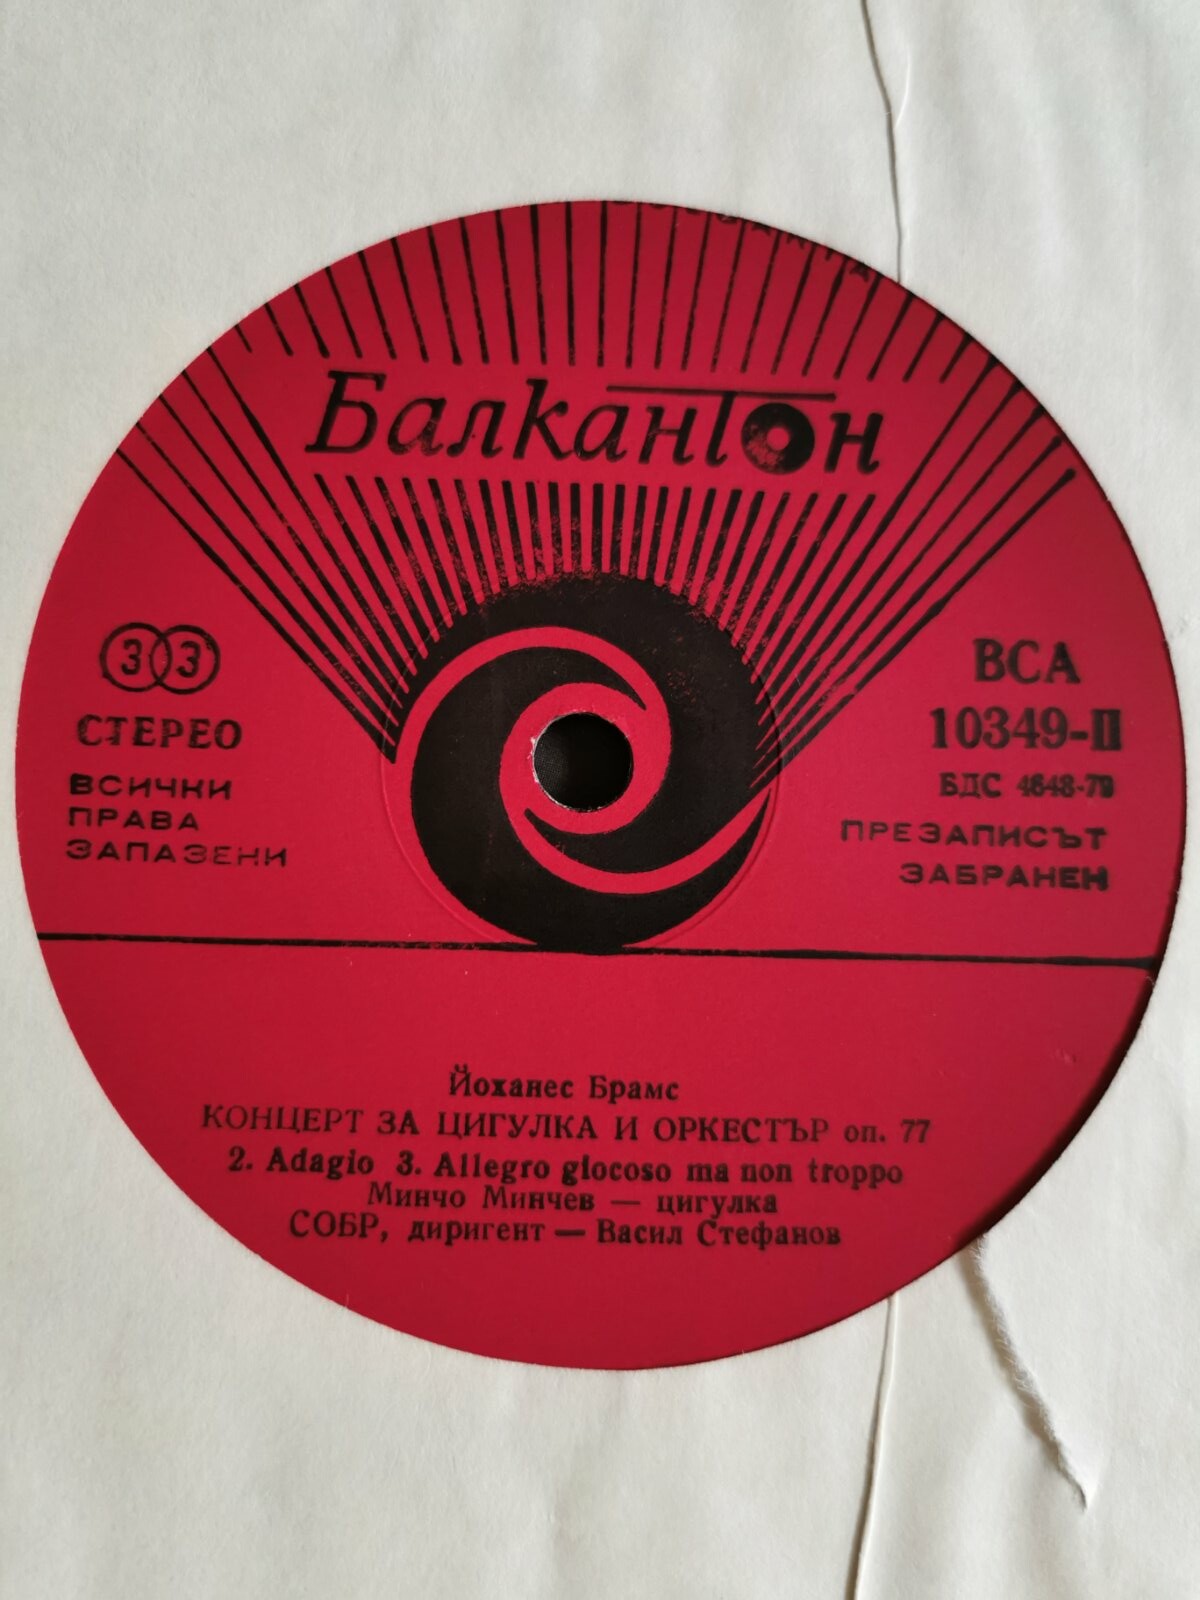 Балкантон
33
СТЕРЕО
ВСИЧКИ
ПРАВА
ЗАПАЗЕНИ
ВСА
10349-II
БДС 4648-79
ПРЕЗАПИСЪТ
ЗАБРАНЕН
Йоханес Брамс
КОНЦЕРТ ЗА ЦИГУЛКА И ОРКЕСТЪР оп. 77
2. Adagio 3. Allegro giocoso ma non troppo
Минчо Минчев — цигулка
СОБР, диригент — Васил Стефанов